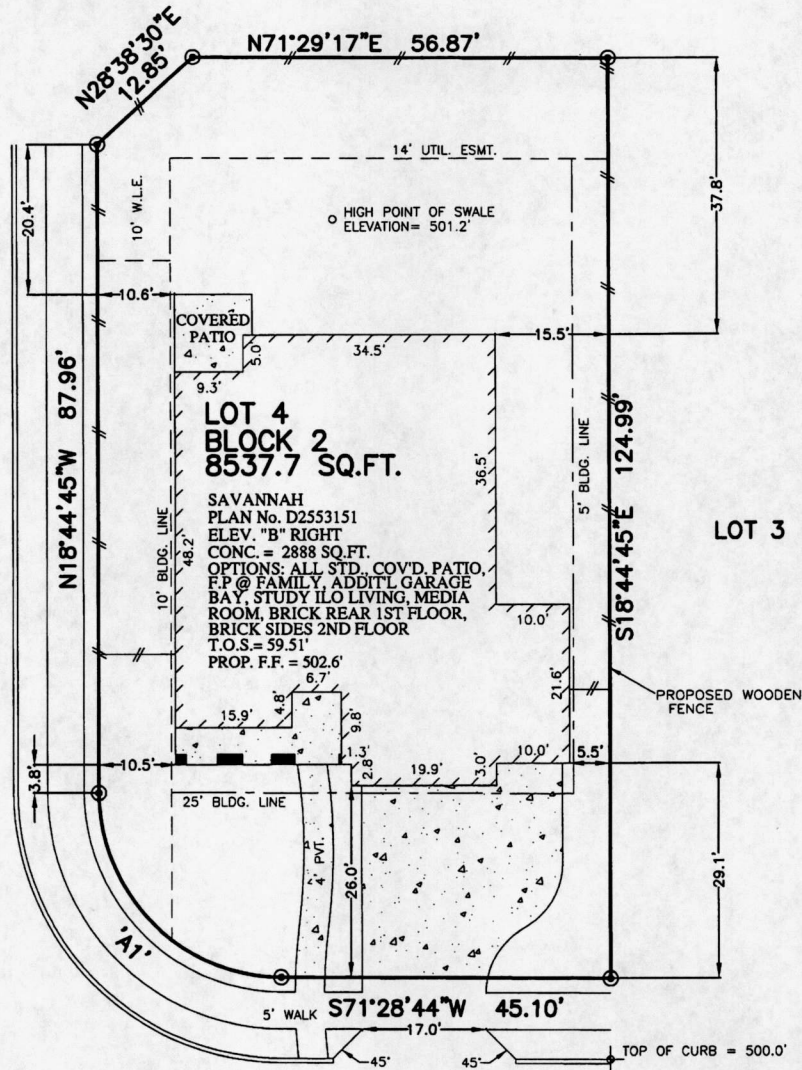 N71°29'17"E 56.87'
N28°38'30"E
12.85'
14' UTIL. ESMT.
10' W.L.E.
HIGH POINT OF SWALE
ELEVATION= 501.2'
20.4'
37.8'
10.6'
COVERED
PATIO
5.0'
34.5'
15.5'
9.3'
N18°44'45"W 87.96'
10' BLDG. LINE
48.2'
LOT 4
BLOCK 2
8537.7 SQ.FT.
SAVANNAH
PLAN No. D2553151
ELEV. "B" RIGHT
CONC. = 2888 SQ.FT.
OPTIONS: ALL STD., COV'D. PATIO,
F.P @ FAMILY, ADDIT'L GARAGE
BAY, STUDY ILO LIVING, MEDIA
ROOM, BRICK REAR 1ST FLOOR,
BRICK SIDES 2ND FLOOR
T.O.S.= 59.51'
PROP. F.F. = 502.6'
36.5'
5' BLDG. LINE
S18°44'45"E 124.99'
LOT 3
10.0'
21.6'
PROPOSED WOODEN
FENCE
6.7'
4.8'
15.9'
9.8'
1.3'
2.8'
19.9'
3.0'
10.0'
5.5'
10.5'
3.8'
25' BLDG. LINE
4' PVT.
26.0'
29.1'
'A1'
5' WALK
S71°28'44"W 45.10'
17.0'
45'
45'
TOP OF CURB = 500.0'